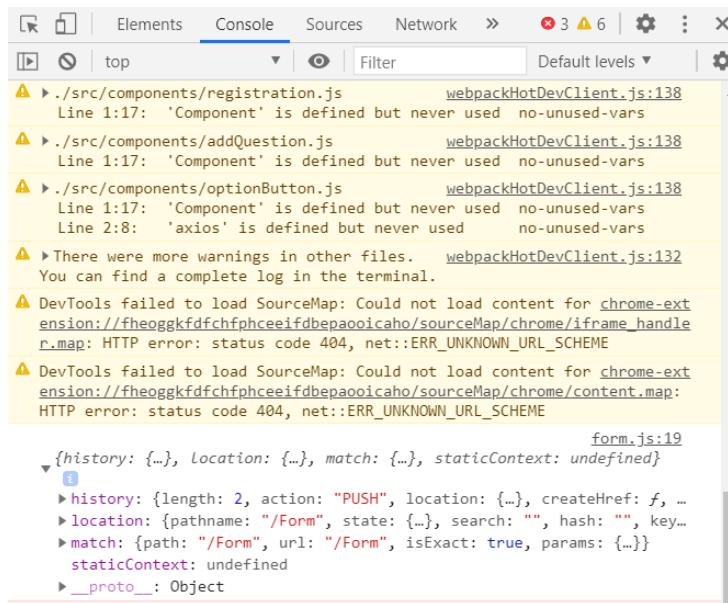 Elements Console Sources Network » 3 6
top Filter Default levels ▼
./src/components/registration.js webpackHotDevClient.js:138
Line 1:17: 'Component' is defined but never used no-unused-vars
./src/components/addQuestion.js webpackHotDevClient.js:138
Line 1:17: 'Component' is defined but never used no-unused-vars
./src/components/optionButton.js webpackHotDevClient.js:138
Line 1:17: 'Component' is defined but never used no-unused-vars
Line 2:8: 'axios' is defined but never used no-unused-vars
There were more warnings in other files. webpackHotDevClient.js:132
You can find a complete log in the terminal.
DevTools failed to load SourceMap: Could not load content for chrome-ext
ension://fheoggkfdfchfphceeifdbepaooicaho/sourceMap/chrome/iframe_handle
r.map: HTTP error: status code 404, net::ERR_UNKNOWN_URL_SCHEME
DevTools failed to load SourceMap: Could not load content for chrome-ext
ension://fheoggkfdfchfphceeifdbepaooicaho/sourceMap/chrome/content.map:
HTTP error: status code 404, net::ERR_UNKNOWN_URL_SCHEME
form.js:19
{history: {…}, location: {…}, match: {…}, staticContext: undefined}
i
history: {length: 2, action: "PUSH", location: {…}, createHref: ƒ, …
location: {pathname: "/Form", state: {…}, search: "", hash: "", key…
match: {path: "/Form", url: "/Form", isExact: true, params: {…}}
staticContext: undefined
__proto__: Object